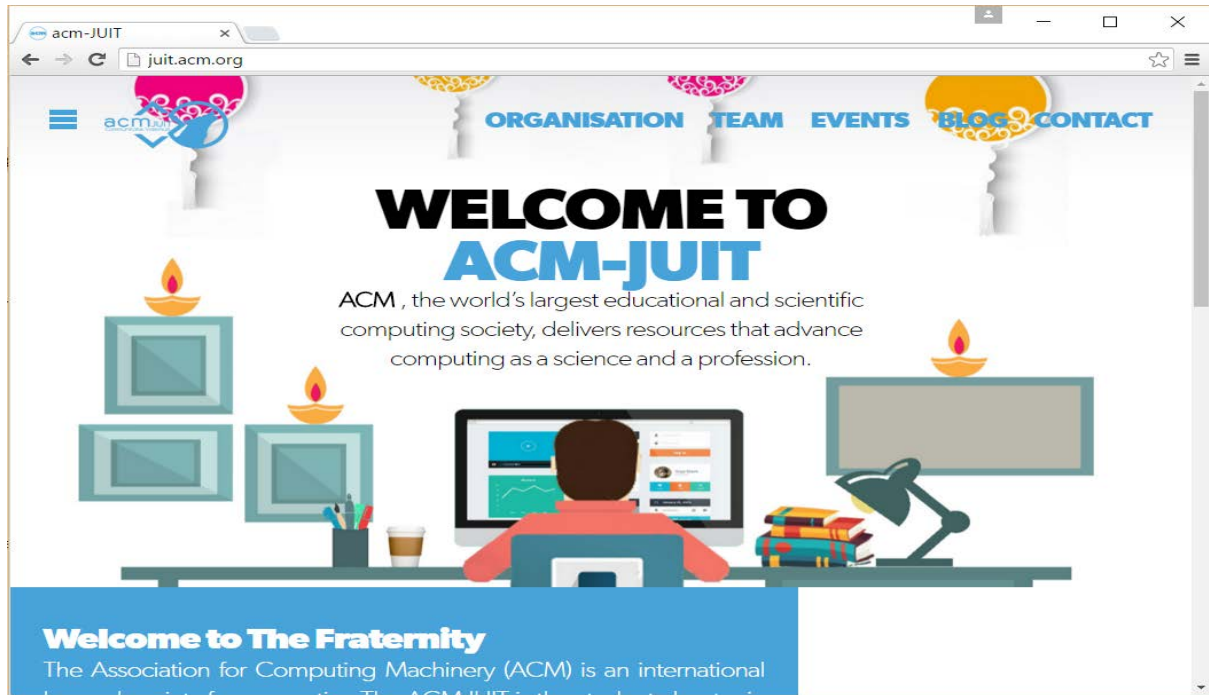 acm-JUIT
juit.acm.org
acm
ORGANISATION TEAM EVENTS BLOG CONTACT
WELCOME TO
ACM-JUIT
ACM , the world's largest educational and scientific
computing society, delivers resources that advance
computing as a science and a profession.
Welcome to The Fraternity
The Association for Computing Machinery (ACM) is an international